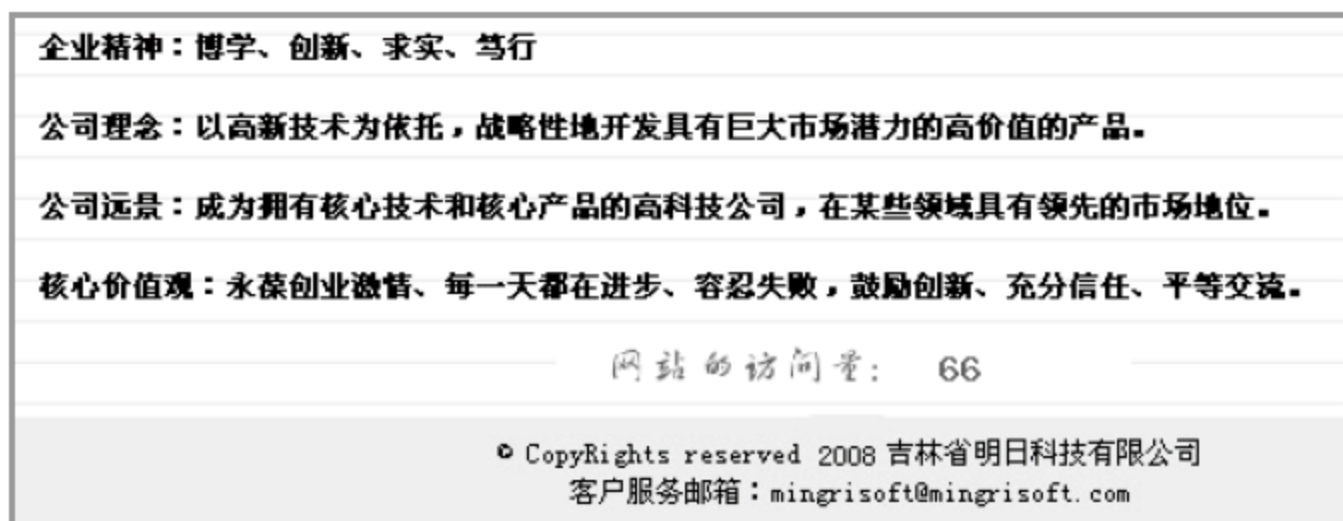 企业精神：博学、创新、求实、笃行
公司理念：以高新技术为依托，战略性地开发具有巨大市场潜力的高价值的产品。
公司远景：成为拥有核心技术和核心产品的高科技公司，在某些领域具有领先的市场地位。
核心价值观：永葆创业激情、每一天都在进步、容忍失败，鼓励创新、充分信任、平等交流。
网站的访问量： 66
© CopyRights reserved 2008 吉林省明日科技有限公司
客户服务邮箱：mingrisoft@mingrisoft.com